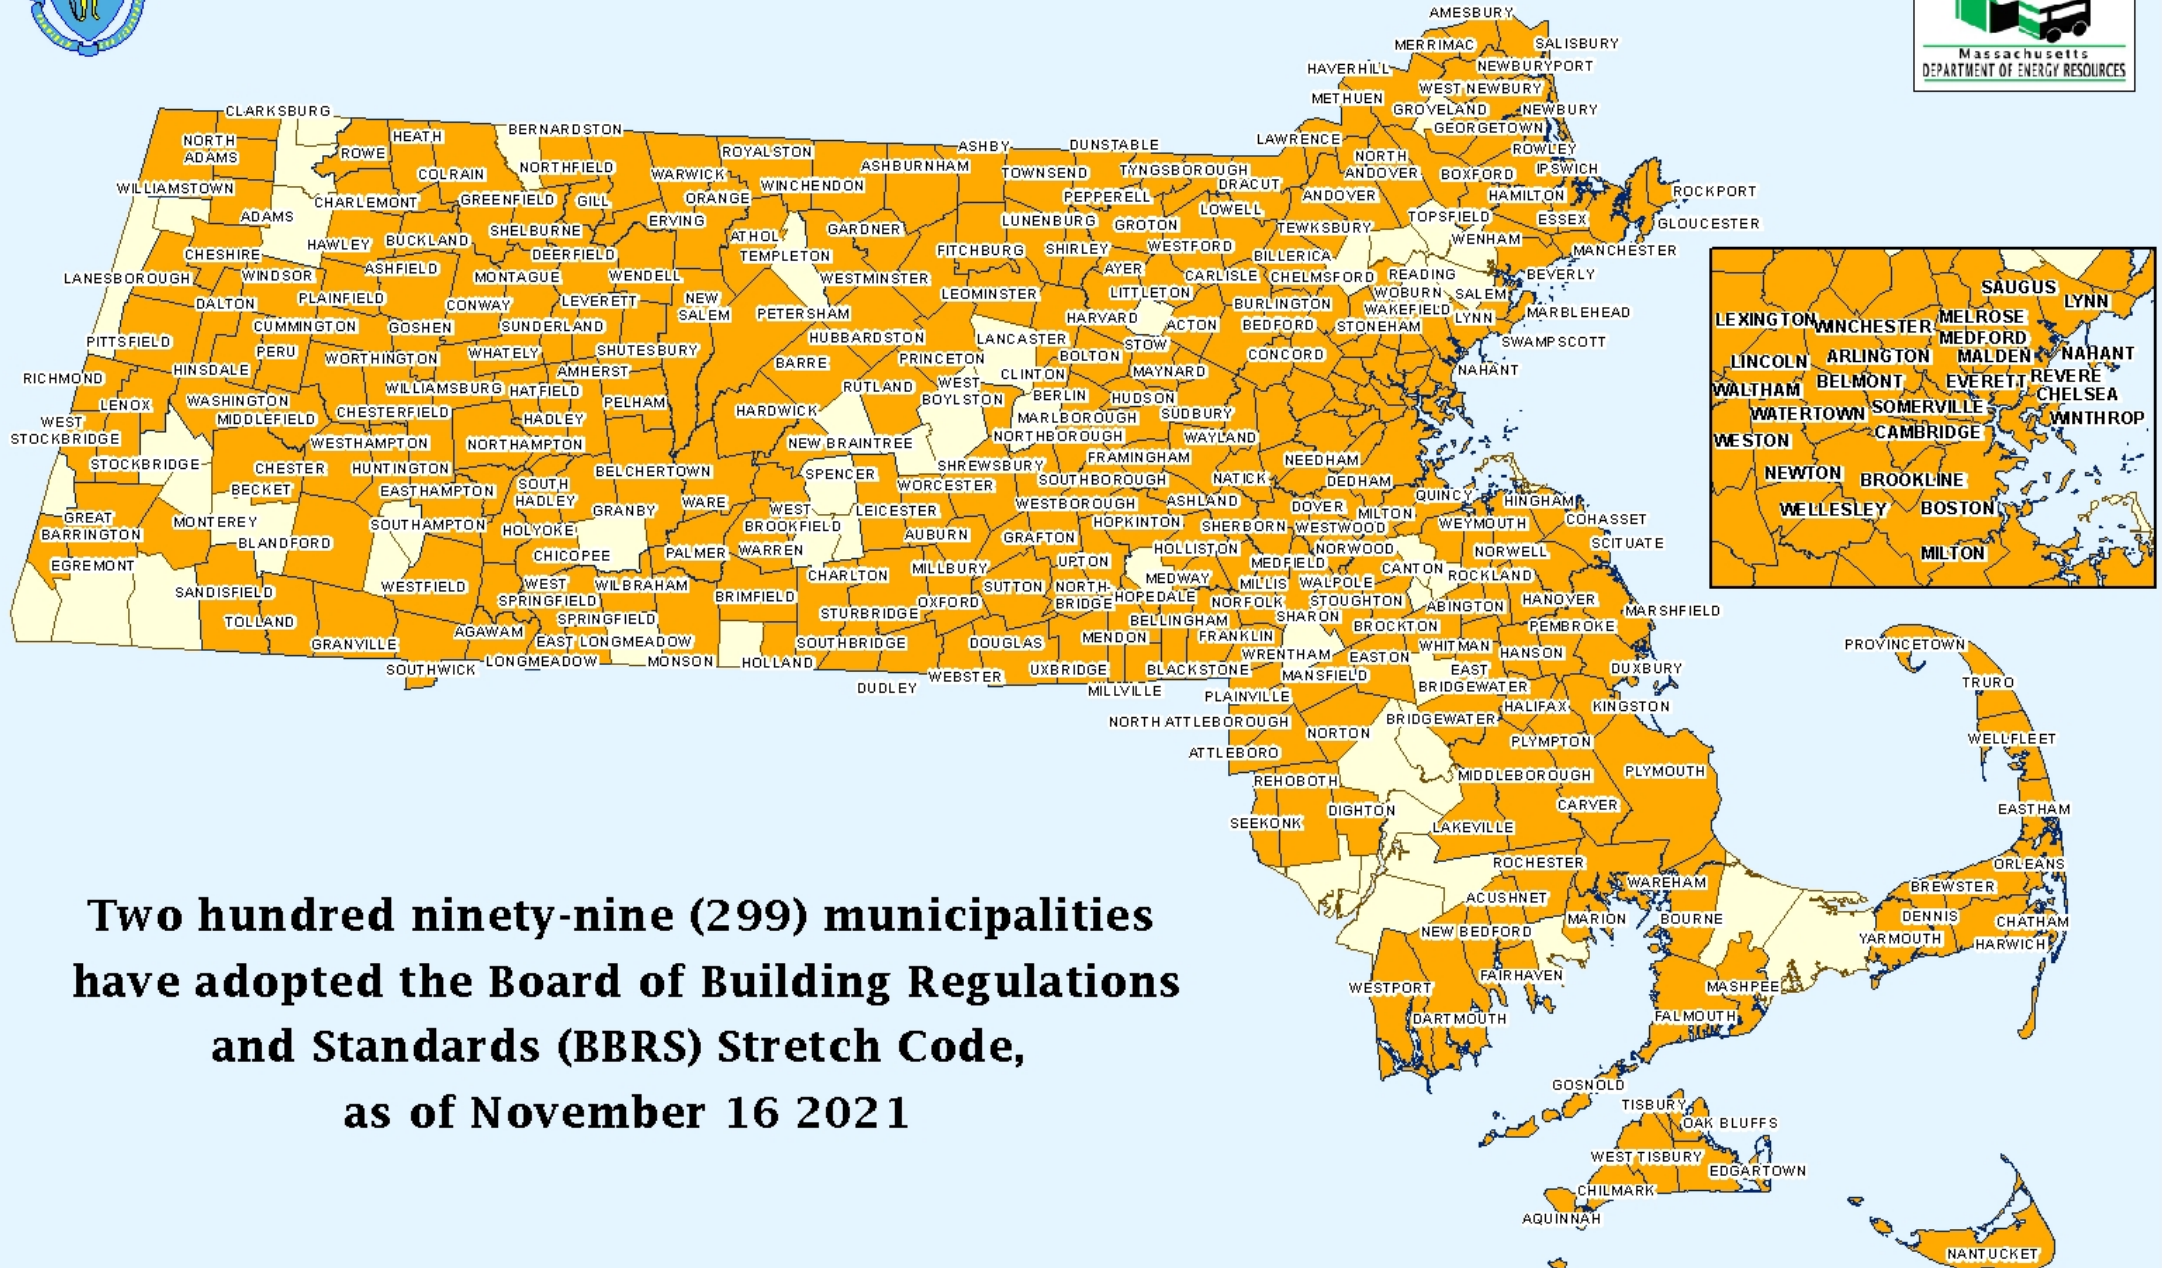 AMESBURY
MERRIMAC
SALISBURY
HAVERHILL
NEWBURYPORT
METHUEN
WEST NEWBURY
GROVELAND
NEWBURY
GEORGETOWN
Massachusetts
DEPARTMENT OF ENERGY RESOURCES
CLARKSBURG
NORTH
ADAMS
ROWE
HEATH
BERNARDSTON
NORTHFIELD
COLRAIN
WARWICK
ROYALSTON
WINCHENDON
ASHBURNHAM
ASHBY
TOWNSEND
DUNSTABLE
TYNGSBOROUGH
DRACUT
PEPPERELL
LAWRENCE
NORTH
ANDOVER
ANDOVER
BOXFORD
ROWLEY
IPSWICH
HAMILTON
ROCKPORT
GLOUCESTER
ESSEX
MANCHESTER
WILLIAMSTOWN
ADAMS
CHARLEMONT
GREENFIELD
GILL
ORANGE
ERVING
SHELBURNE
HAWLEY
BUCKLAND
DEERFIELD
ATHOL
TEMPLETON
GARDNER
LUNENBURG
GROTON
LOWELL
TEWKSBURY
TOPSFIELD
WENHAM
CHESHIRE
LANESBOROUGH
WINDSOR
ASHFIELD
MONTAGUE
WENDELL
WESTMINSTER
FITCHBURG
SHIRLEY
WESTFORD
AYER
CARLISLE
BILLERICA
CHELMSFORD
READING
BEVERLY
DALTON
PLAINFIELD
CONWAY
LEVERETT
NEW
SALEM
PETERSHAM
LEOMINSTER
LITTLETON
BURLINGTON
WOBURN
SALEM
WAKEFIELD
LYNN
MARBLEHEAD
CUMMINGTON
GOSHEN
SUNDERLAND
HARVARD
ACTON
BEDFORD
STONEHAM
SWAMPSCOTT
PITTSFIELD
PERU
WORTHINGTON
WHATELY
SHUTESBURY
HUBBARDSTON
LANCASTER
STOW
BOLTON
CONCORD
NAHANT
RICHMOND
HINSDALE
WILLIAMSBURG
HATFIELD
AMHERST
BARRE
PRINCETON
CLINTON
MAYNARD
RUTLAND
WEST
BOYLSTON
BERLIN
HUDSON
LENOX
WASHINGTON
MIDDLEFIELD
CHESTERFIELD
HADLEY
PELHAM
HARDWICK
MARLBOROUGH
SUDBURY
WEST
STOCKBRIDGE
WESTHAMPTON
NORTHAMPTON
NEW BRAINTREE
NORTHBOROUGH
WAYLAND
STOCKBRIDGE
CHESTER
HUNTINGTON
BELCHERTOWN
SPENCER
SHREWSBURY
FRAMINGHAM
NEEDHAM
BECKET
EASTHAMPTON
SOUTH
HADLEY
WARE
WORCESTER
SOUTHBOROUGH
NATICK
DEDHAM
GREAT
BARRINGTON
MONTEREY
SOUTHAMPTON
HOLYOKE
GRANBY
WEST
BROOKFIELD
LEICESTER
WESTBOROUGH
ASHLAND
DOVER
MILTON
QUINCY
HINGHAM
BLANDFORD
CHICOPEE
PALMER
WARREN
AUBURN
GRAFTON
HOPKINTON
SHERBORN
WESTWOOD
WEYMOUTH
COHASSET
SCITUATE
EGREMONT
SANDISFIELD
WESTFIELD
WEST
SPRINGFIELD
WILBRAHAM
BRIMFIELD
CHARLTON
MILLBURY
UPTON
HOLLISTON
MEDFIELD
NORWOOD
CANTON
NORWELL
ROCKLAND
SUTTON
NORTH-
BRIDGE
MEDWAY
MILLIS
WALPOLE
HOPEDALE
NORFOLK
STOUGHTON
ABINGTON
HANOVER
MARSHFIELD
TOLLAND
GRANVILLE
AGAWAM
SPRINGFIELD
EAST LONGMEADOW
STURBRIDGE
OXFORD
SOUTHBRIDGE
DOUGLAS
MENDON
BELLINGHAM
FRANKLIN
SHARON
BROCKTON
PEMBROKE
SOUTHWICK
LONGMEADOW
MONSON
HOLLAND
DUDLEY
WEBSTER
UXBRIDGE
MILLVILLE
BLACKSTONE
WRENTHAM
MANSFIELD
EASTON
WHITMAN
HANSON
EAST
BRIDGEWATER
DUXBURY
PLAINVILLE
NORTH ATTLEBOROUGH
NORTON
BRIDGEWATER
HALIFAX
KINGSTON
ATTLEBORO
PLYMPTON
REHOBOTH
MIDDLEBOROUGH
PLYMOUTH
DIGHTON
CARVER
SEEKONK
LAKEVILLE
ROCHESTER
WAREHAM
ACUSHNET
MARION
BOURNE
NEW BEDFORD
FAIRHAVEN
WESTPORT
DARTMOUTH
MASHPEE
FALMOUTH
GOSNOLD
TISBURY
OAK BLUFFS
WEST TISBURY
EDGARTOWN
CHILMARK
AQUINNAH
NANTUCKET
PROVINCETOWN
TRURO
WELLFLEET
EASTHAM
ORLEANS
BREWSTER
DENNIS
CHATHAM
YARMOUTH
HARWICH
SAUGUS
LYNN
LEXINGTON
WINCHESTER
MELROSE
MEDFORD
LINCOLN
ARLINGTON
MALDEN
NAHANT
WALTHAM
BELMONT
EVERETT
REVERE
CHELSEA
WATERTOWN
SOMERVILLE
WINTHROP
WESTON
CAMBRIDGE
NEWTON
BROOKLINE
WELLESLEY
BOSTON
MILTON
Two hundred ninety-nine (299) municipalities
have adopted the Board of Building Regulations
and Standards (BBRS) Stretch Code,
as of November 16 2021